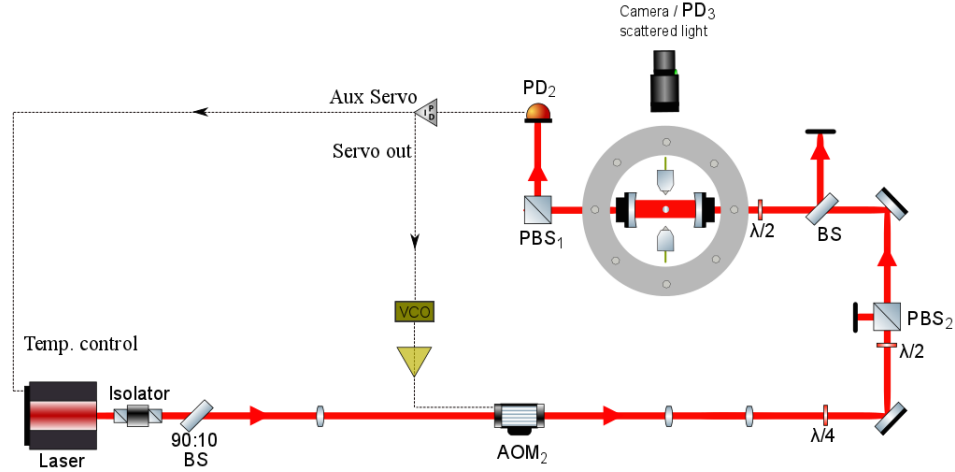 Camera / PD₃
scattered light
PD₂
Aux Servo
P
I
D
Servo out
PBS₁
λ/2
BS
VCO
PBS₂
λ/2
Temp. control
Isolator
Laser
90:10
BS
AOM₂
λ/4